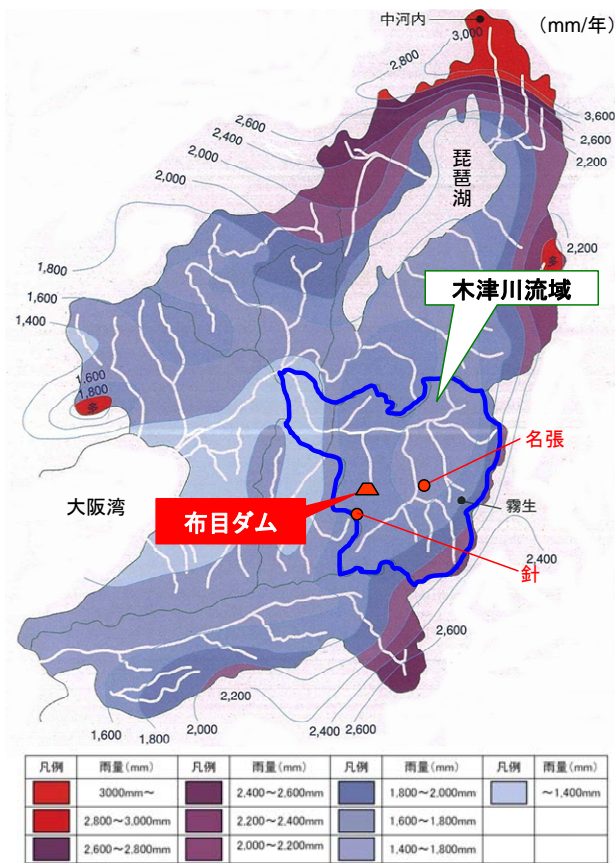 中河内
(mm/年)
3,000
2,800
2,600
2,400
2,000
2,000
3,600
2,600
2,200
琵琶湖
1,800
2,200
多
木津川流域
1,600
1,400
1,600
1,800
多
名張
大阪湾
布目ダム
霧生
針
2,400
2,600
2,200
1,600
1,800
2,000
2,400
2,600
凡例 雨量(mm) 凡例 雨量(mm) 凡例 雨量(mm) 凡例 雨量(mm)
3000mm～ 2,400～2,600mm 1,800～2,000mm ～1,400mm
2,800～3,000mm 2,200～2,400mm 1,600～1,800mm
2,600～2,800mm 2,000～2,200mm 1,400～1,800mm